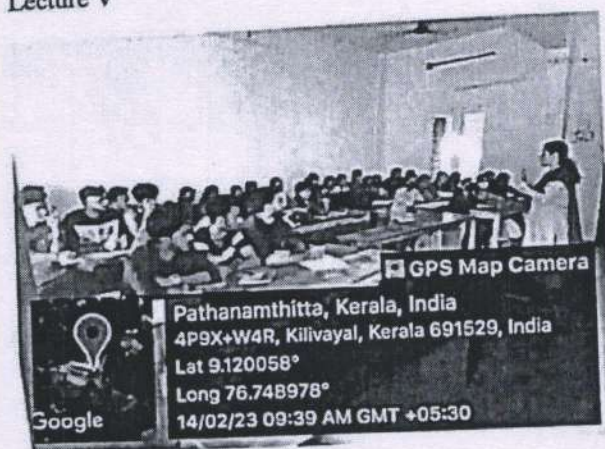 Lecture V
GPS Map Camera
Pathanamthitta, Kerala, India
4P9X+W4R, Kilivayal, Kerala 691529, India
Lat 9.120058°
Long 76.748978°
14/02/23 09:39 AM GMT +05:30
Google